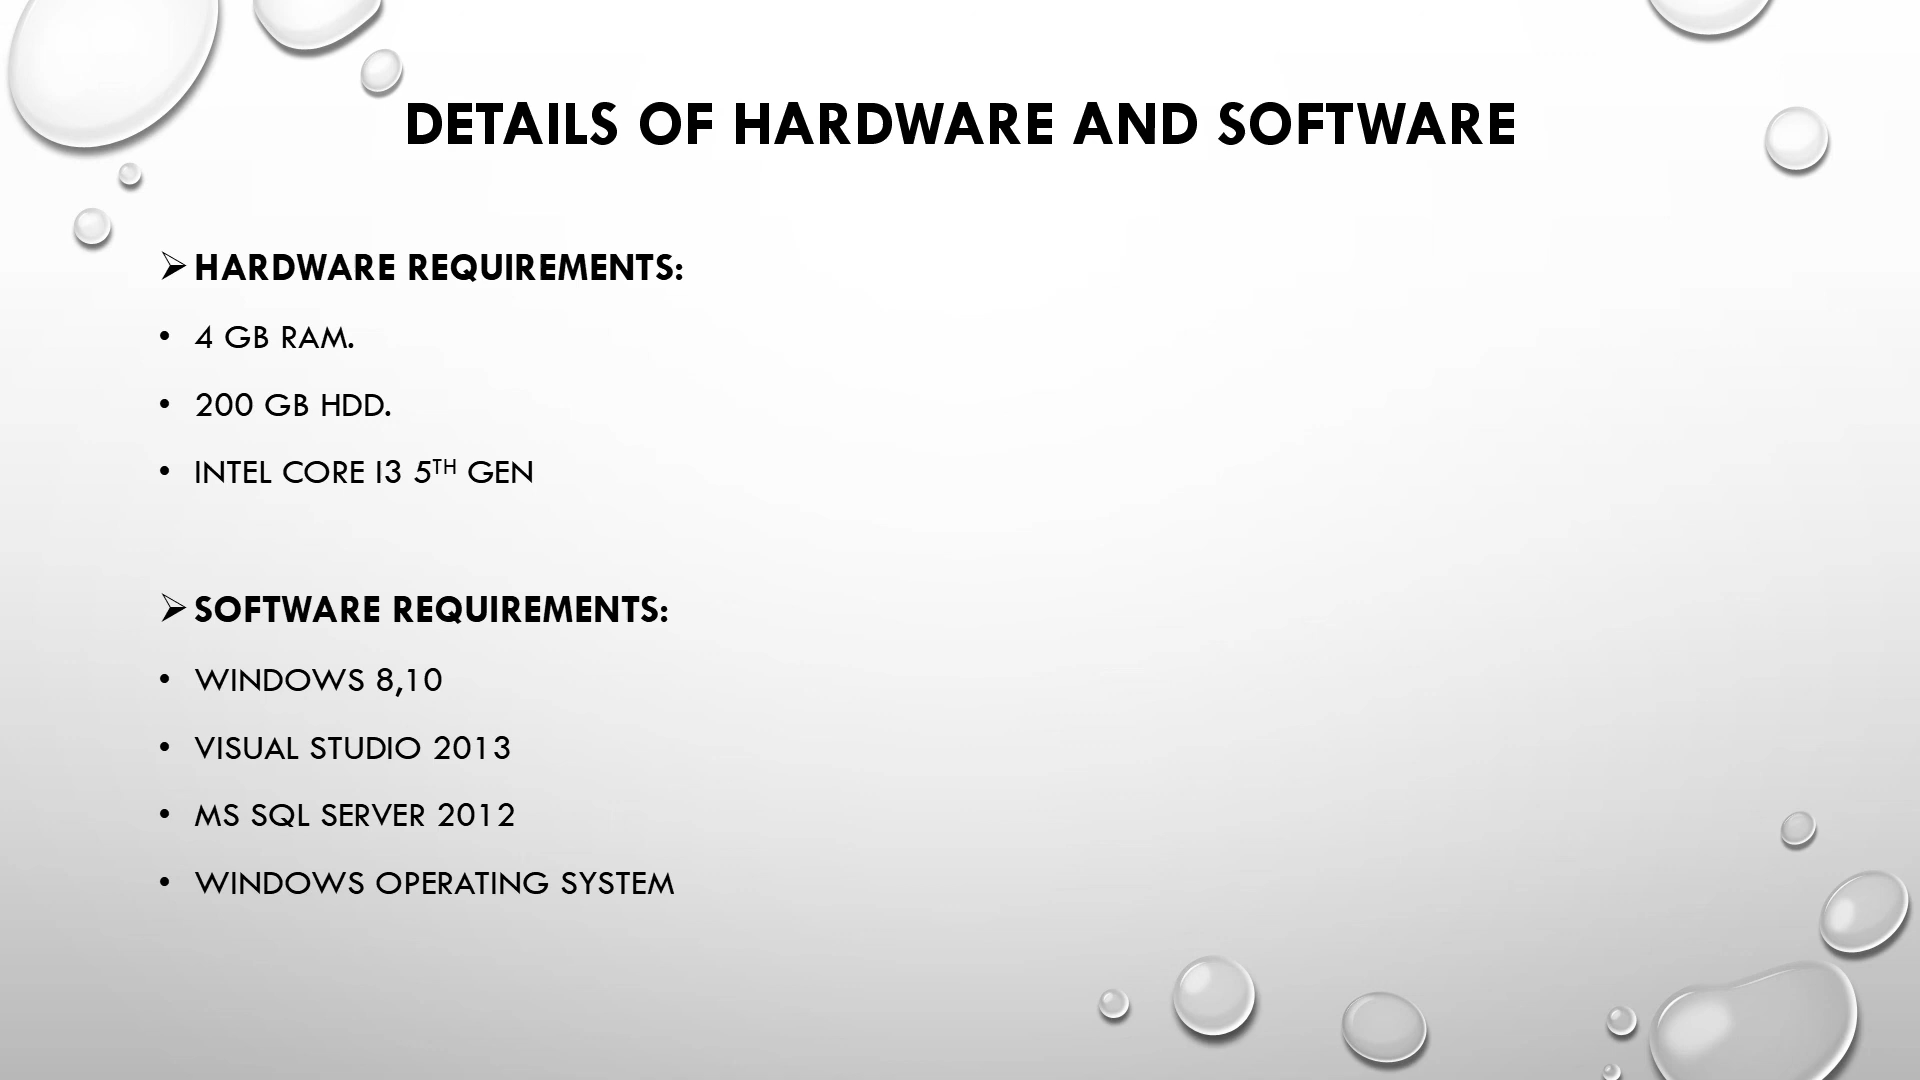 DETAILS OF HARDWARE AND SOFTWARE
➢ HARDWARE REQUIREMENTS:
• 4 GB RAM.
• 200 GB HDD.
• INTEL CORE I3 5TH GEN
➢ SOFTWARE REQUIREMENTS:
• WINDOWS 8,10
• VISUAL STUDIO 2013
• MS SQL SERVER 2012
• WINDOWS OPERATING SYSTEM